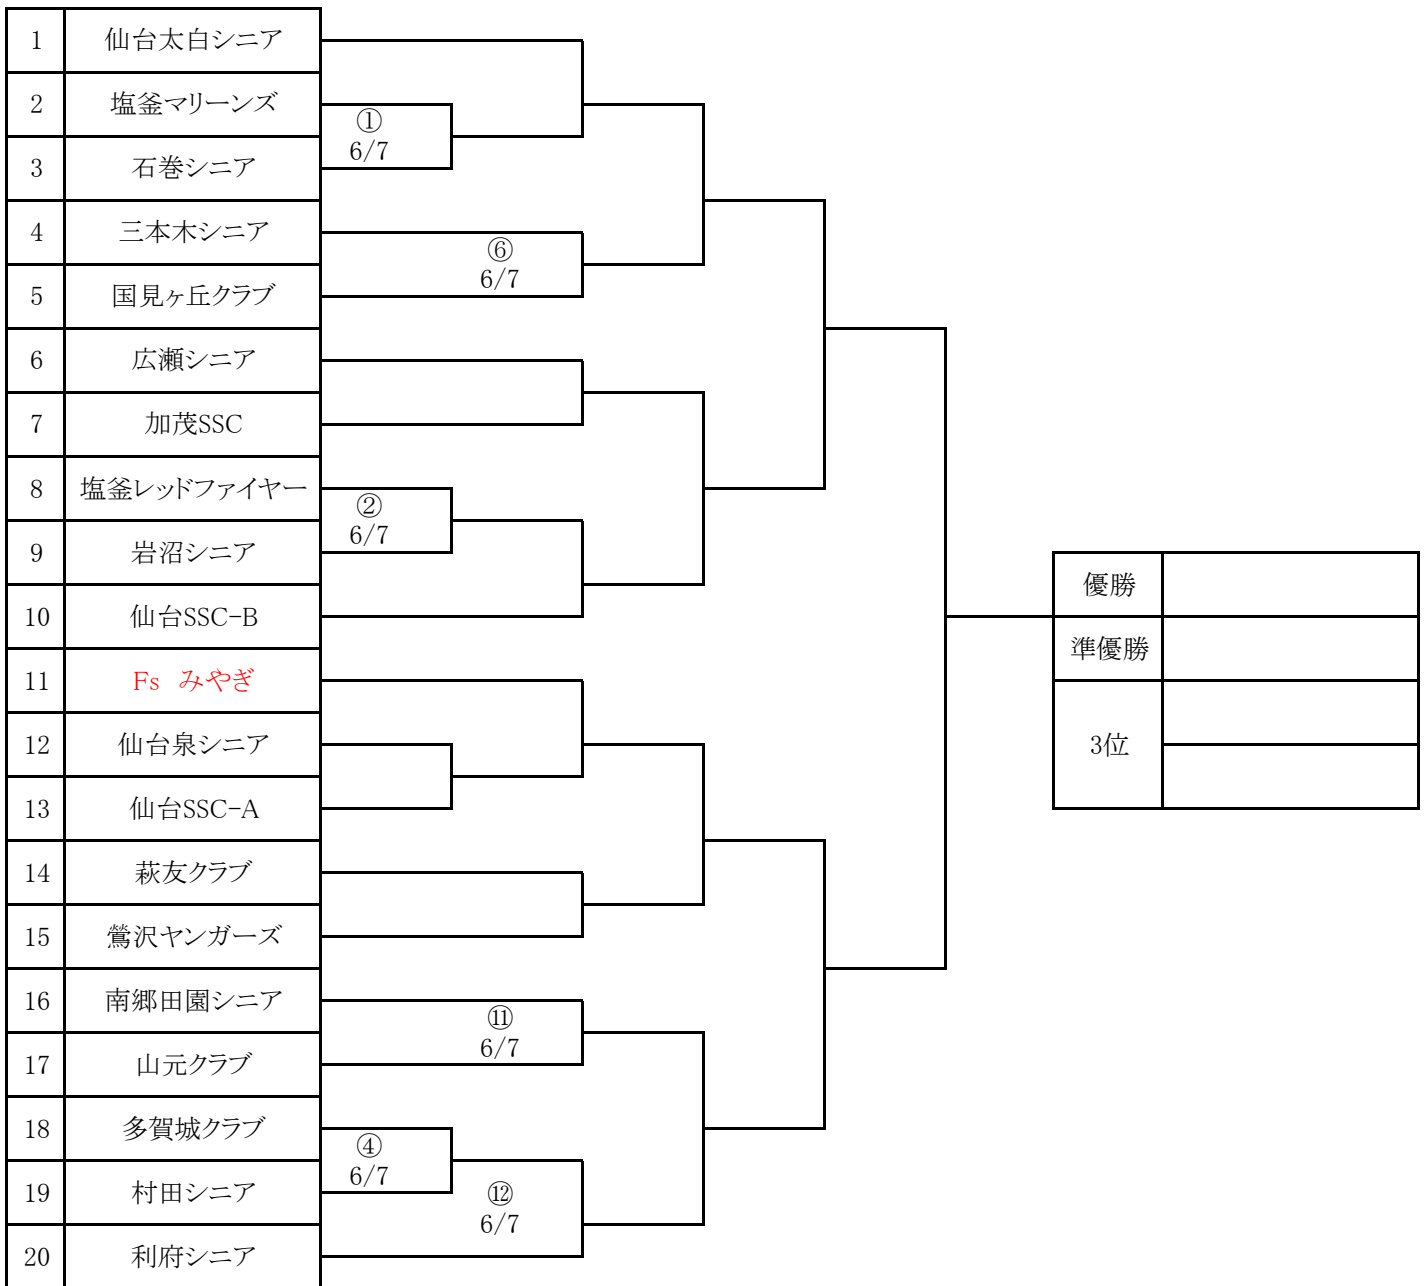 1 仙台太白シニア
2 塩釜マリーンズ
①
6/7
3 石巻シニア
4 三本木シニア
⑥
6/7
5 国見ヶ丘クラブ
6 広瀬シニア
7 加茂SSC
8 塩釜レッドファイヤー
②
6/7
9 岩沼シニア
10 仙台SSC-B
11 Fs みやぎ
12 仙台泉シニア
13 仙台SSC-A
14 萩友クラブ
15 鶯沢ヤンガーズ
16 南郷田園シニア
⑪
6/7
17 山元クラブ
18 多賀城クラブ
④
6/7
19 村田シニア
⑫
6/7
20 利府シニア
優勝
準優勝
3位